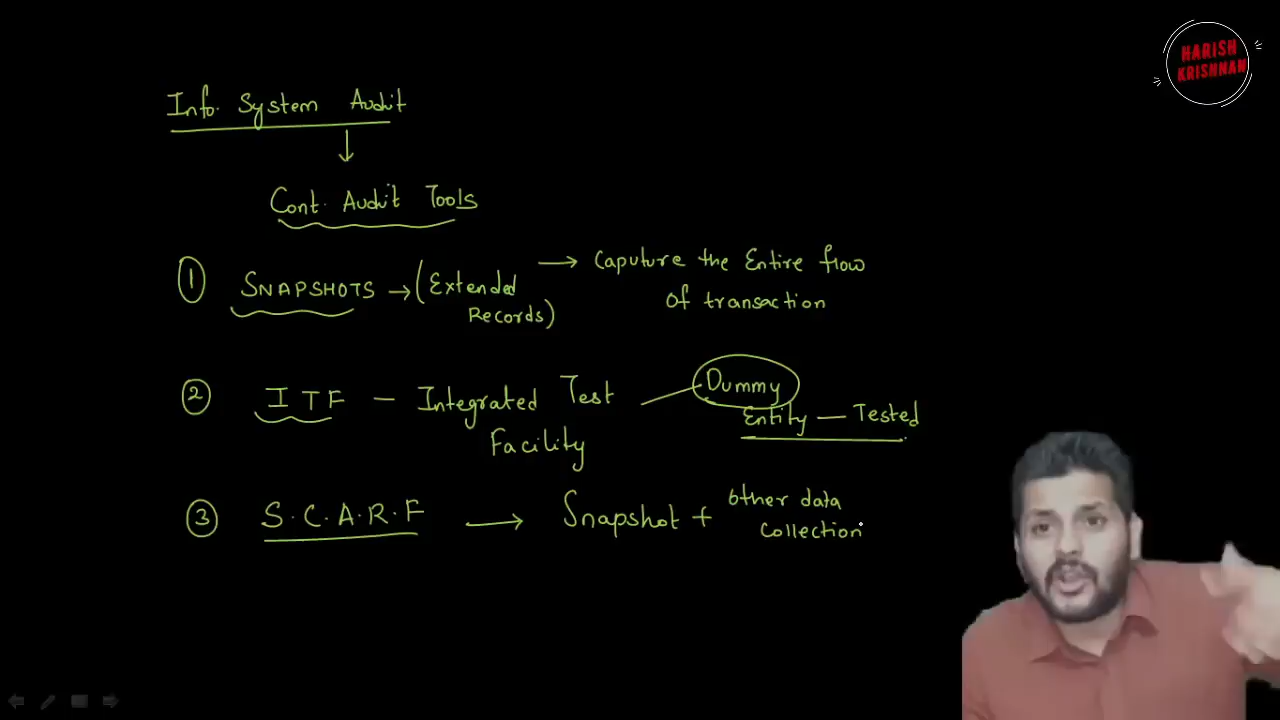 HARISH
KRISHNAN
Info. System Audit
Cont. Audit Tools
① SNAPSHOTS → (Extended Records) → Caputure the Entire flow
of transaction
② ITF — Integrated Test Facility Dummy
Entity — Tested
③ S.C.A.R.F → Snapshot + other data
collection